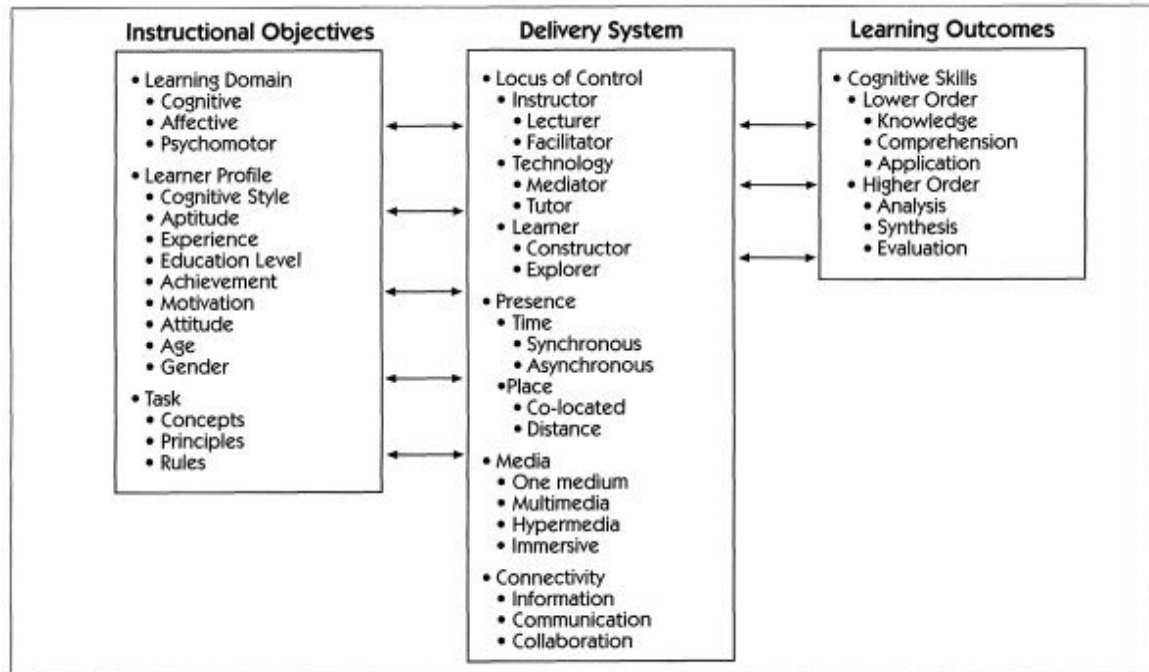 Instructional Objectives
• Learning Domain
• Cognitive
• Affective
• Psychomotor
• Learner Profile
• Cognitive Style
• Aptitude
• Experience
• Education Level
• Achievement
• Motivation
• Attitude
• Age
• Gender
• Task
• Concepts
• Principles
• Rules
Delivery System
• Locus of Control
• Instructor
• Lecturer
• Facilitator
• Technology
• Mediator
• Tutor
• Learner
• Constructor
• Explorer
• Presence
• Time
• Synchronous
• Asynchronous
•Place
• Co-located
• Distance
• Media
• One medium
• Multimedia
• Hypermedia
• Immersive
• Connectivity
• Information
• Communication
• Collaboration
Learning Outcomes
• Cognitive Skills
• Lower Order
• Knowledge
• Comprehension
• Application
• Higher Order
• Analysis
• Synthesis
• Evaluation